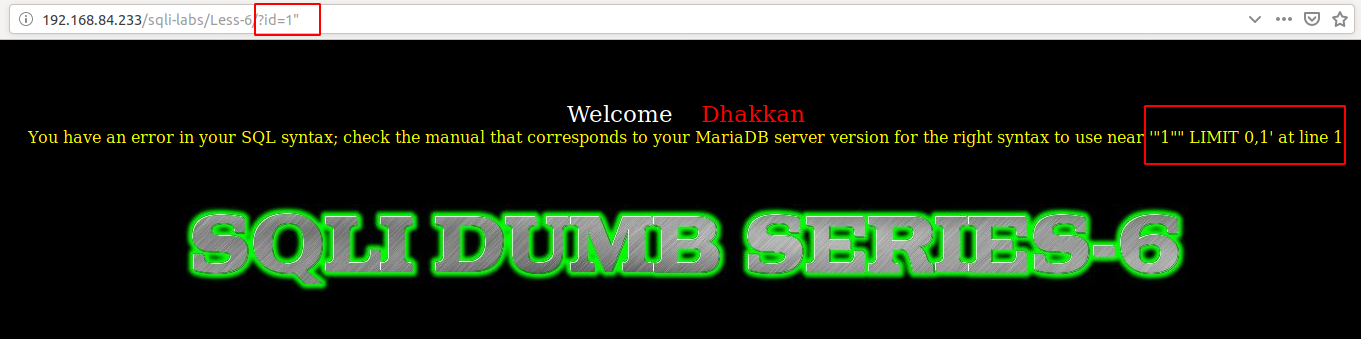 192.168.84.233/sqli-labs/Less-6/?id=1"
Welcome Dhakkan
You have an error in your SQL syntax; check the manual that corresponds to your MariaDB server version for the right syntax to use near '"1"" LIMIT 0,1' at line 1
SQLI DUMB SERIES-6